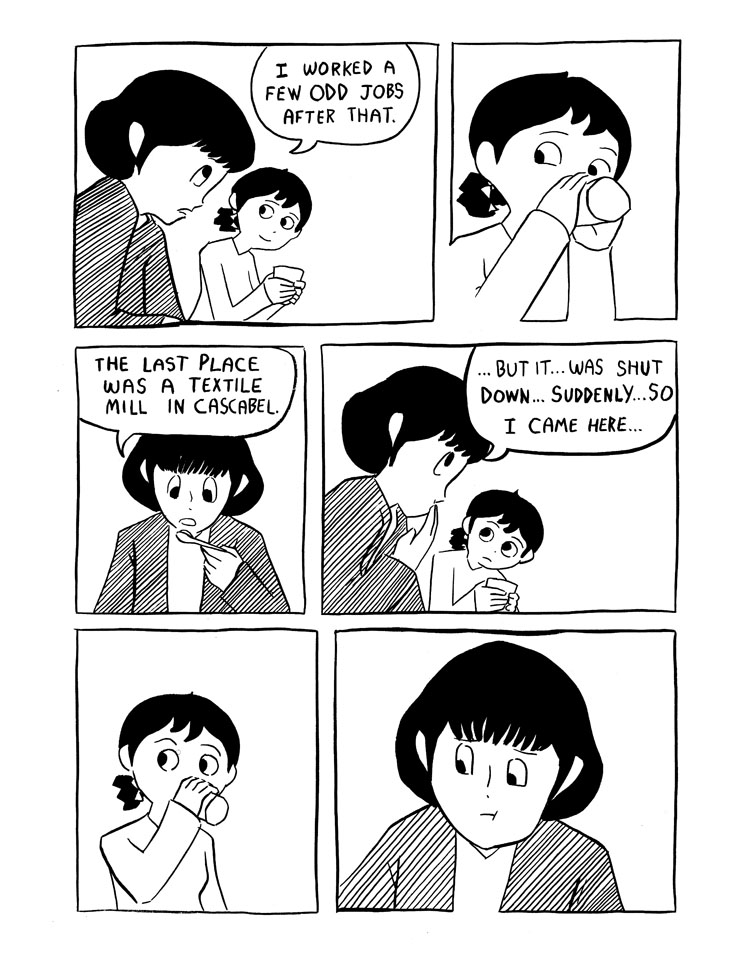 I WORKED A
FEW ODD JOBS
AFTER THAT.
THE LAST PLACE
WAS A TEXTILE
MILL IN CASCABEL.
...BUT IT...WAS SHUT
DOWN... SUDDENLY...SO
I CAME HERE...